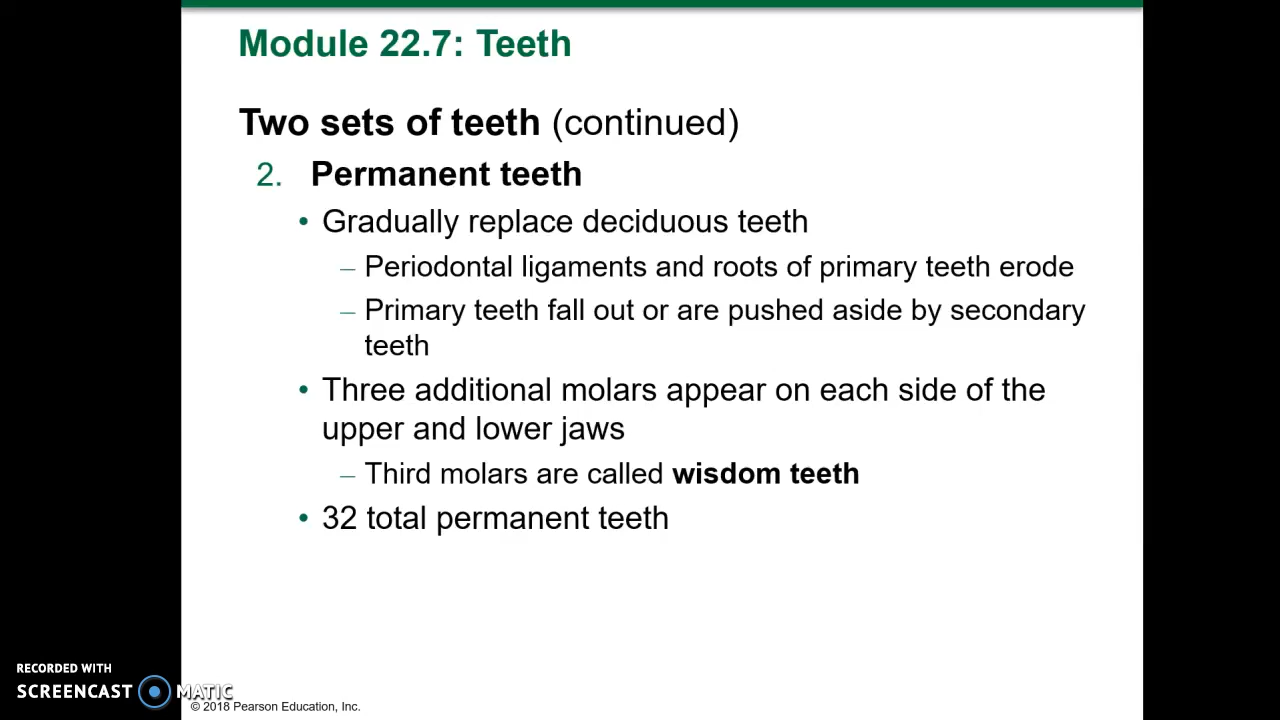 Module 22.7: Teeth
Two sets of teeth (continued)
2. Permanent teeth
• Gradually replace deciduous teeth
– Periodontal ligaments and roots of primary teeth erode
– Primary teeth fall out or are pushed aside by secondary
teeth
• Three additional molars appear on each side of the
upper and lower jaws
– Third molars are called wisdom teeth
• 32 total permanent teeth
RECORDED WITH
SCREENCAST MATIC
© 2018 Pearson Education, Inc.